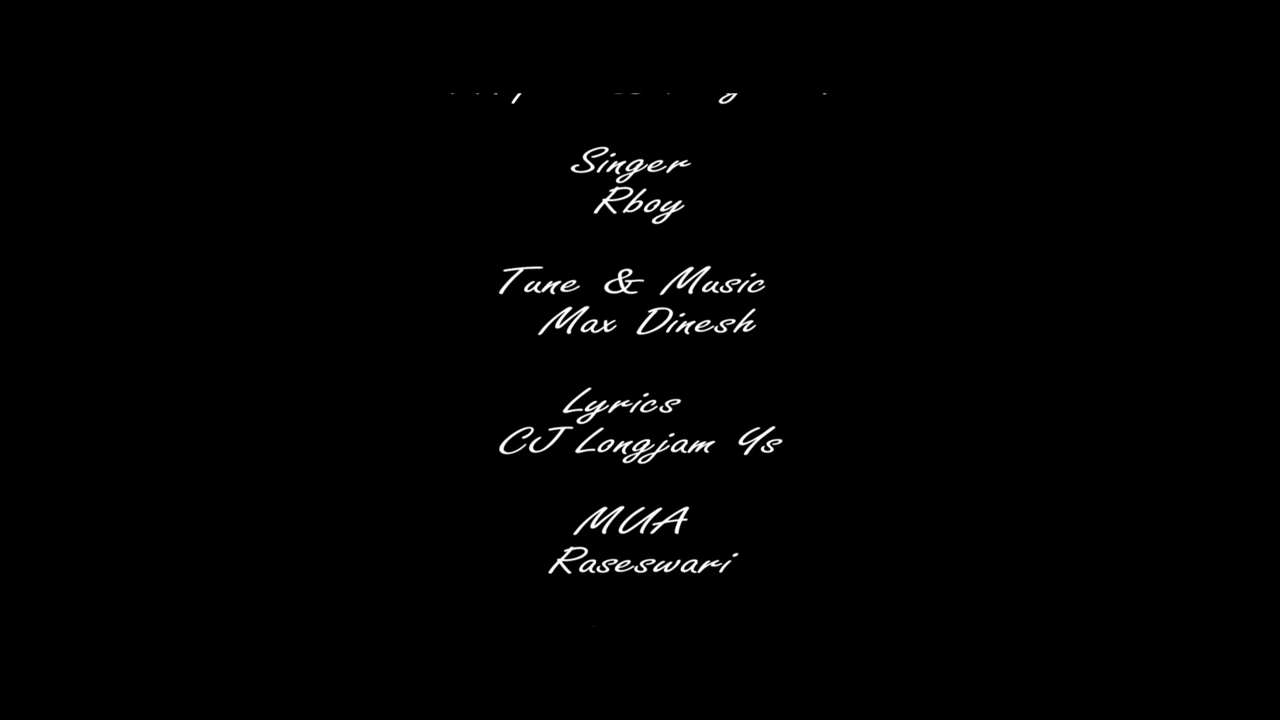 Singer
Rboy
Tune & Music
Max Dinesh
Lyrics
CJ Longjam Ys
MUA
Raseswari